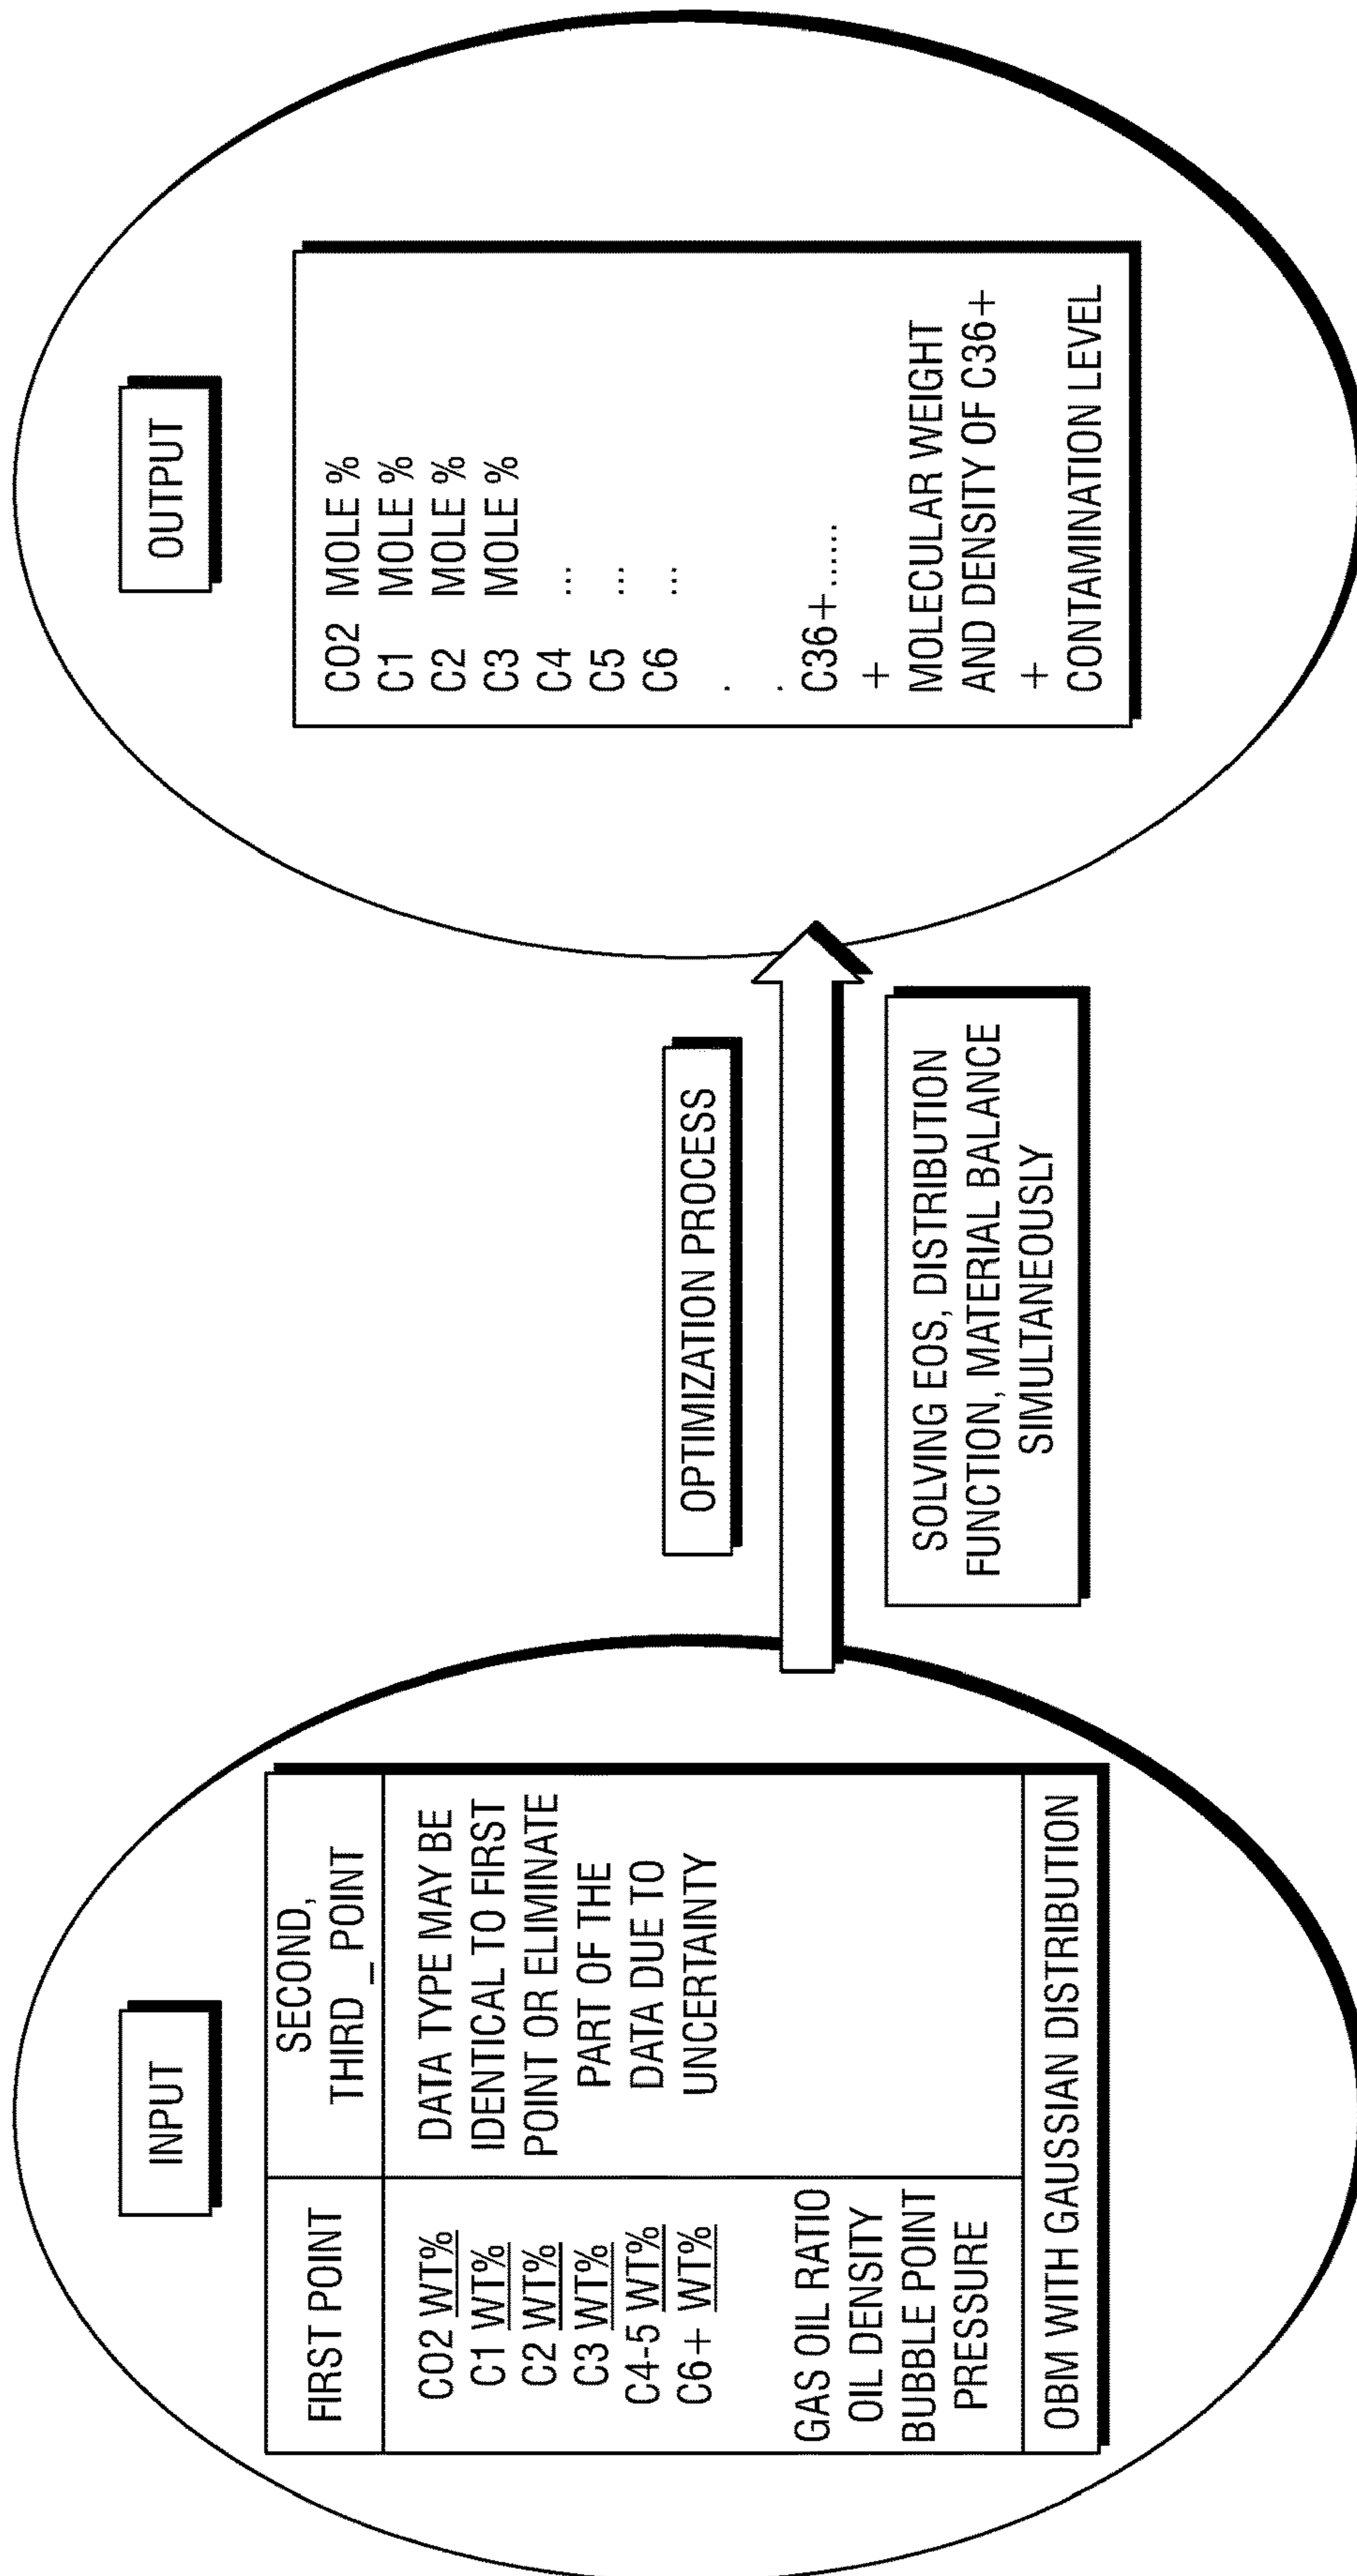 INPUT
FIRST POINT
SECOND,
THIRD _ POINT
CO2 WT%
C1 WT%
C2 WT%
C3 WT%
C4-5 WT%
C6+ WT%
GAS OIL RATIO
OIL DENSITY
BUBBLE POINT
PRESSURE
DATA TYPE MAY BE
IDENTICAL TO FIRST
POINT OR ELIMINATE
PART OF THE
DATA DUE TO
UNCERTAINTY
OBM WITH GAUSSIAN DISTRIBUTION
OPTIMIZATION PROCESS
SOLVING EOS, DISTRIBUTION
FUNCTION, MATERIAL BALANCE
SIMULTANEOUSLY
OUTPUT
CO2 MOLE %
C1 MOLE %
C2 MOLE %
C3 MOLE %
C4 ...
C5 ...
C6 ...
.
.
C36+......
+
MOLECULAR WEIGHT
AND DENSITY OF C36+
+
CONTAMINATION LEVEL